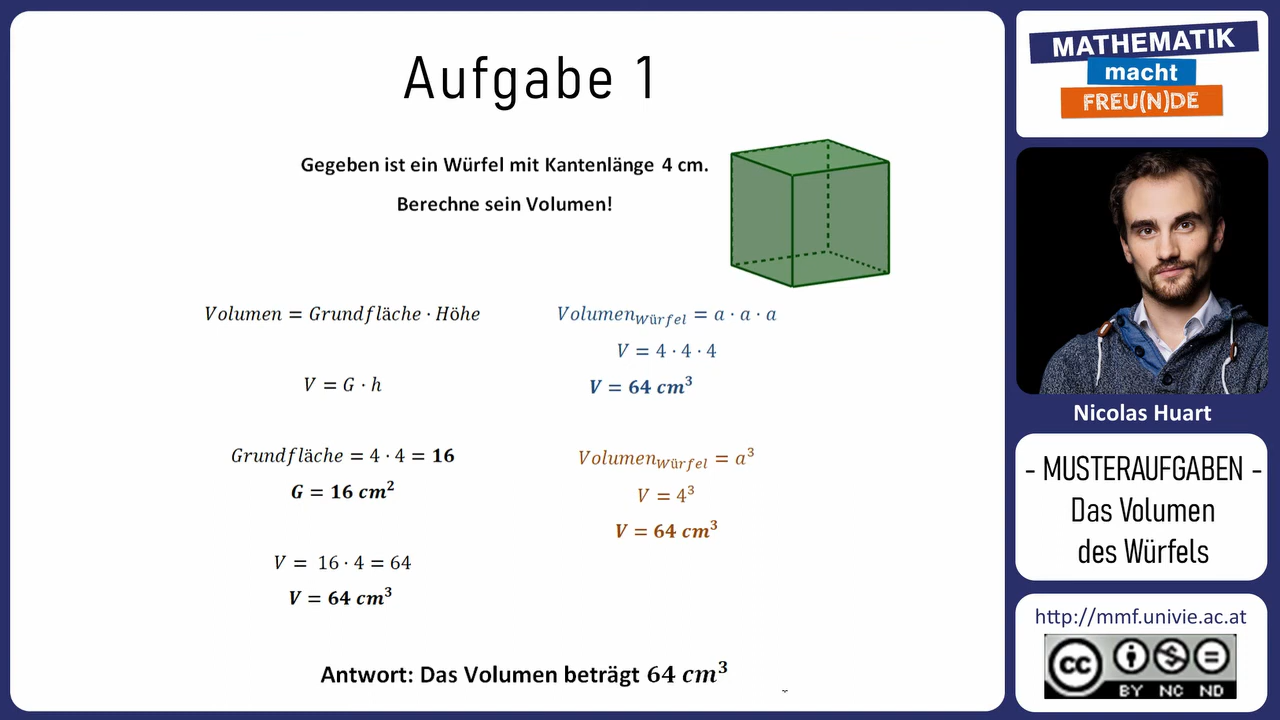 Aufgabe 1
Gegeben ist ein Würfel mit Kantenlänge 4 cm.
Berechne sein Volumen!
Volumen = Grundfläche · Höhe
V = G · h
Grundfläche = 4 · 4 = 16
G = 16 cm²
V = 16 · 4 = 64
V = 64 cm³
Volumen_Würfel = a · a · a
V = 4 · 4 · 4
V = 64 cm³
Volumen_Würfel = a³
V = 4³
V = 64 cm³
Antwort: Das Volumen beträgt 64 cm³
MATHEMATIK
macht
FREU(N)DE
Nicolas Huart
- MUSTERAUFGABEN -
Das Volumen
des Würfels
http://mmf.univie.ac.at
cc
BY NC ND